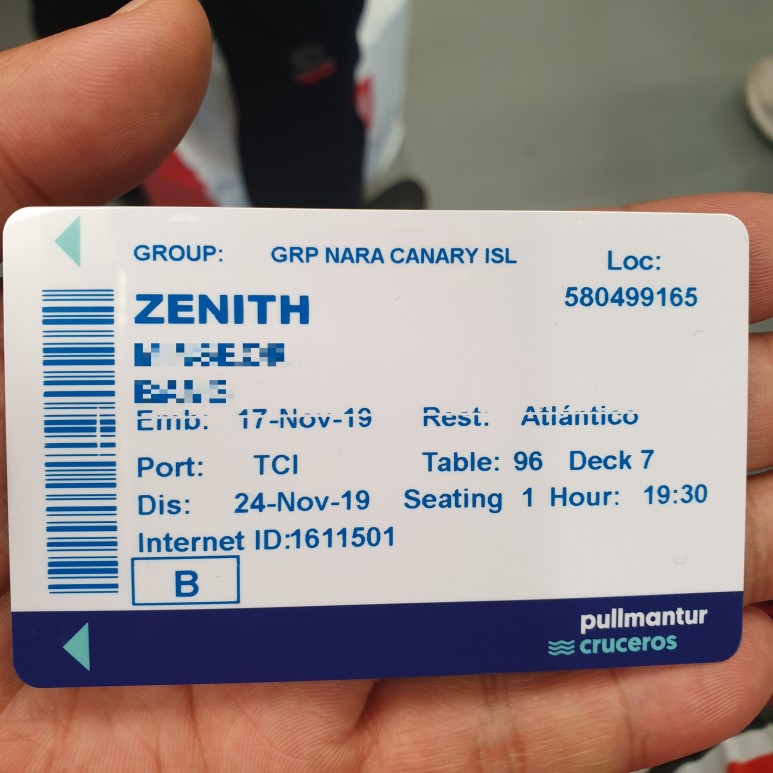 GROUP: GRP NARA CANARY ISL
Loc:
580499165
ZENITH
Emb: 17-Nov-19 Rest: Atlántico
Port: TCI Table: 96 Deck 7
Dis: 24-Nov-19 Seating 1 Hour: 19:30
Internet ID:1611501
B
pullmantur
cruceros